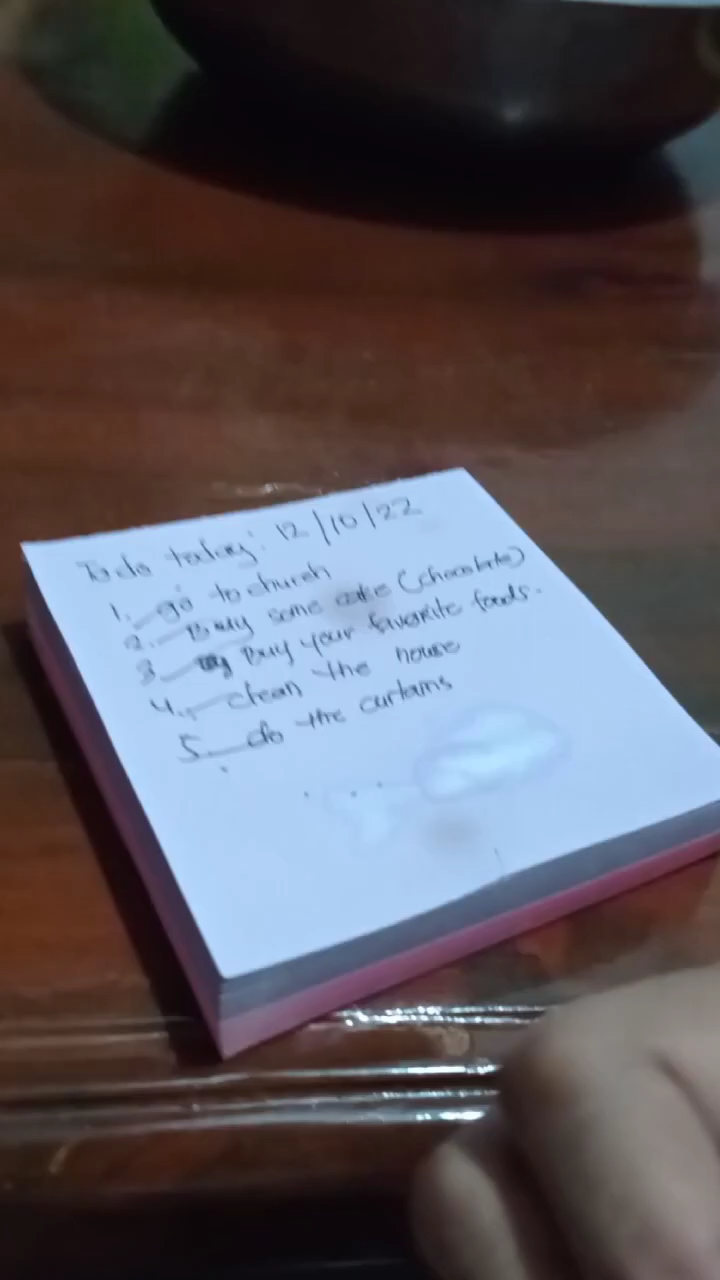 To do today: 12/10/22
1. go to church
2. Buy some cake (chocolate)
3. Buy your favorite foods.
4. clean the house
5. do the curtains